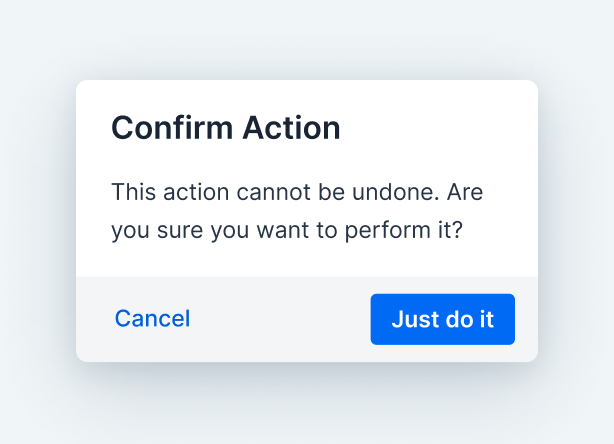 Confirm Action
This action cannot be undone. Are
you sure you want to perform it?
Cancel
Just do it